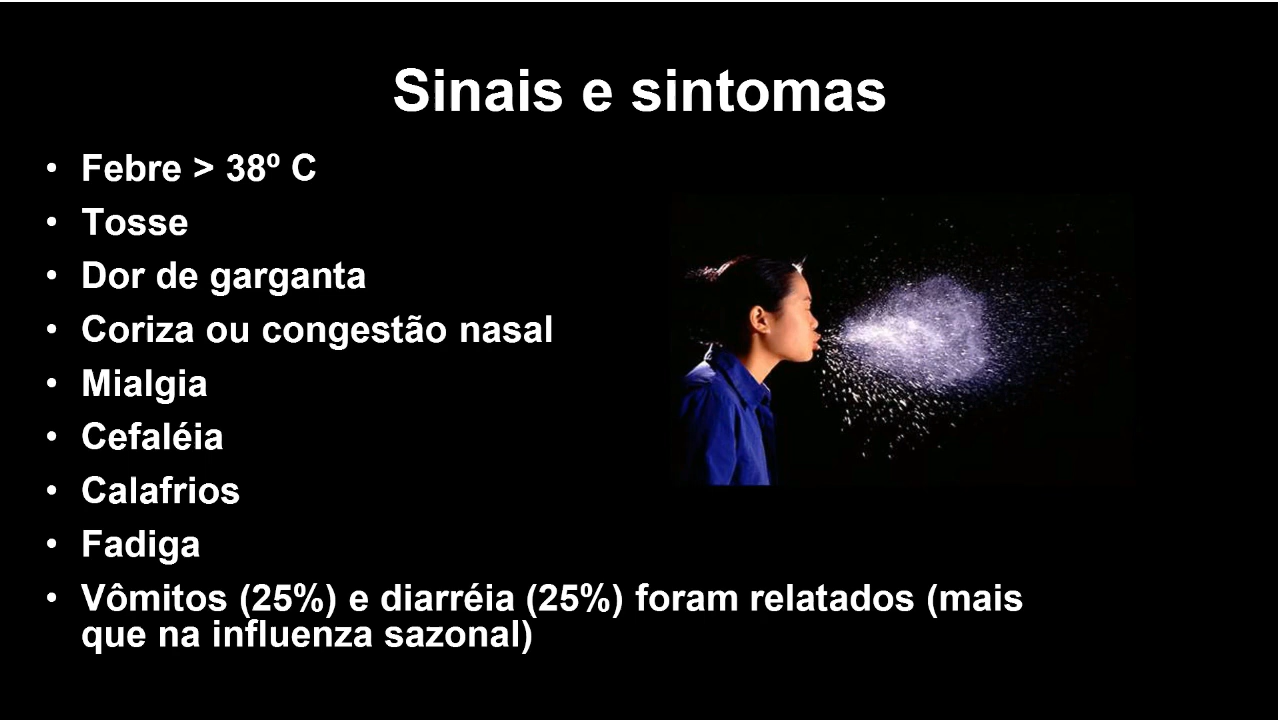 Sinais e sintomas
• Febre > 38º C
• Tosse
• Dor de garganta
• Coriza ou congestão nasal
• Mialgia
• Cefaléia
• Calafrios
• Fadiga
• Vômitos (25%) e diarréia (25%) foram relatados (mais
que na influenza sazonal)